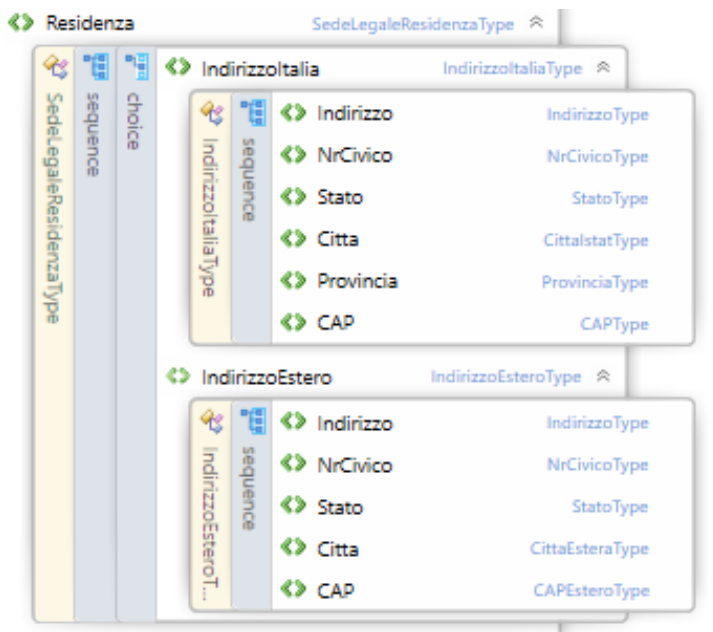 Residenza SedeLegaleResidenzaType
SedeLegaleResidenzaType
sequence
choice
IndirizzoItalia IndirizzoItaliaType
IndirizzoItaliaType
sequence
Indirizzo IndirizzoType
NrCivico NrCivicoType
Stato StatoType
Citta CittaIstatType
Provincia ProvinciaType
CAP CAPType
IndirizzoEstero IndirizzoEsteroType
IndirizzoEsteroT...
sequence
Indirizzo IndirizzoType
NrCivico NrCivicoType
Stato StatoType
Citta CittaEsteraType
CAP CAPEsteroType